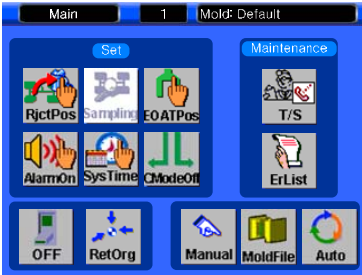 Main 1 Mold: Default
Set Maintenance
RjctPos Sampling EOATPos T/S
AlarmOn SysTime CModeOff ErList
OFF RetOrg Manual MoldFile Auto